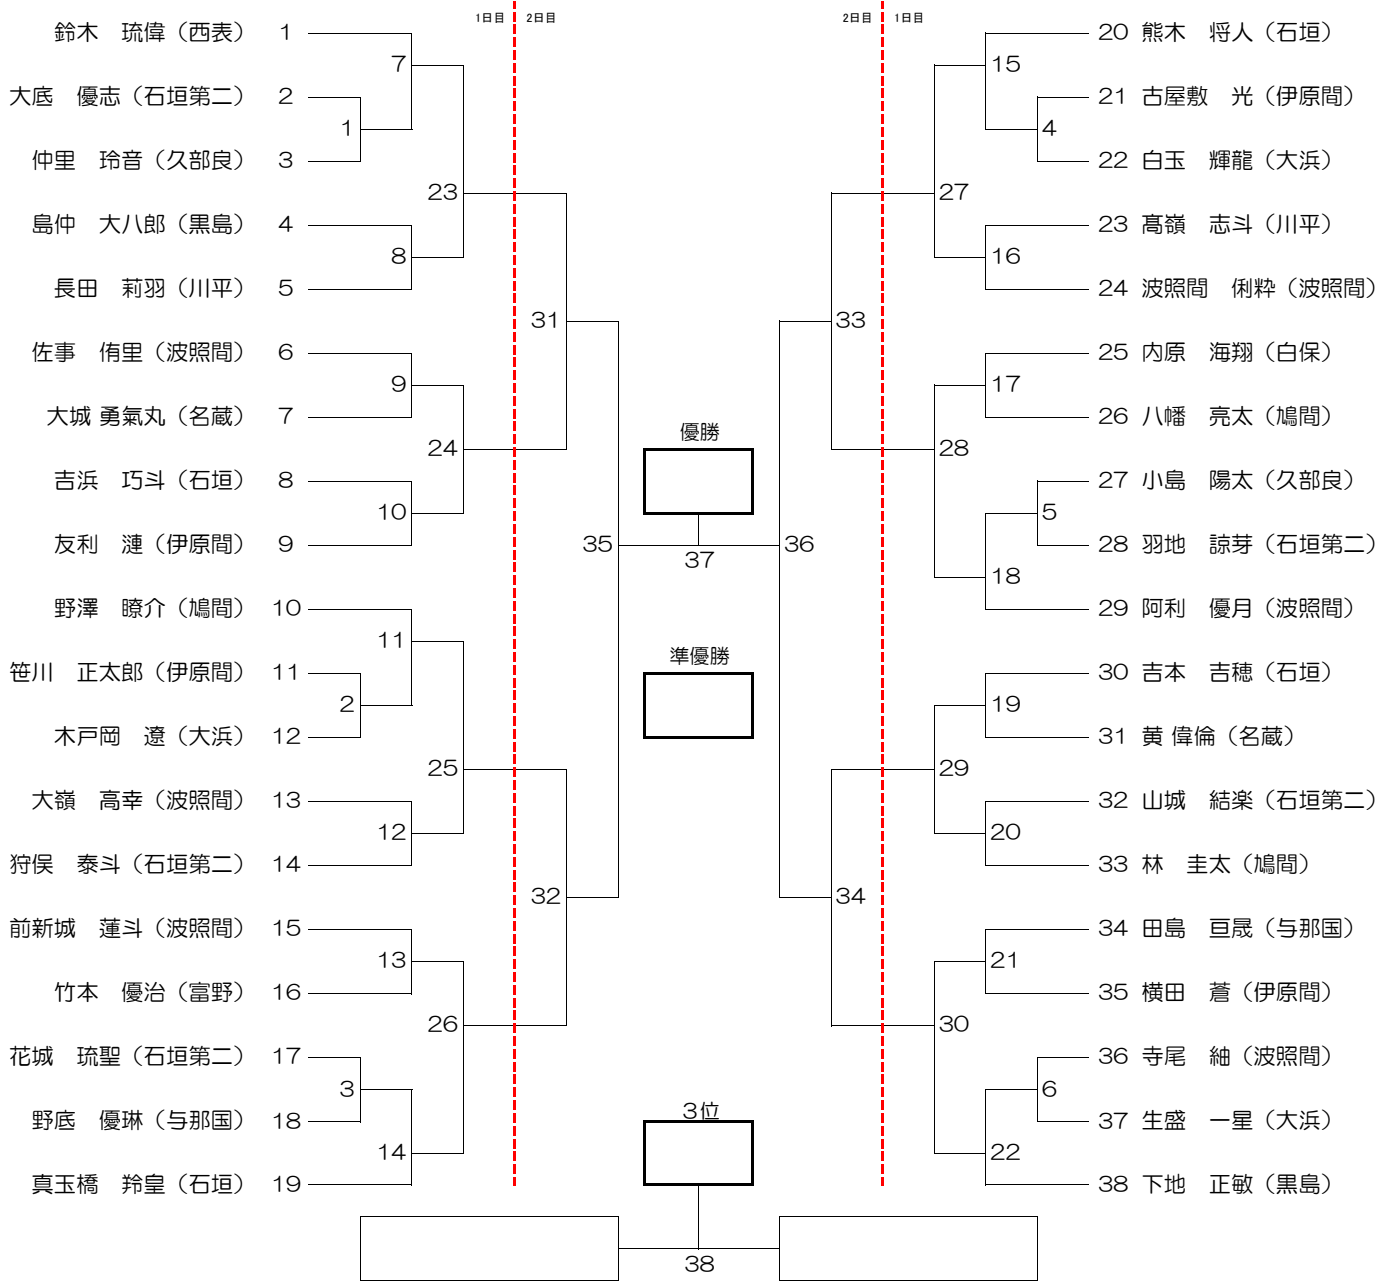 1日目 2日目
2日目 1日目
鈴木　琉偉（西表） 1
大底　優志（石垣第二） 2
仲里　玲音（久部良） 3
島仲　大八郎（黒島） 4
長田　莉羽（川平） 5
佐事　侑里（波照間） 6
大城 勇氣丸（名蔵） 7
吉浜　巧斗（石垣） 8
友利　漣（伊原間） 9
野澤　暸介（鳩間） 10
笹川　正太郎（伊原間） 11
木戸岡　遼（大浜） 12
大嶺　高幸（波照間） 13
狩俣　泰斗（石垣第二） 14
前新城　蓮斗（波照間） 15
竹本　優治（富野） 16
花城　琉聖（石垣第二） 17
野底　優琳（与那国） 18
真玉橋　羚皇（石垣） 19
1
2
3
7
8
9
10
11
12
13
14
23
24
25
26
31
32
35
優勝
37
準優勝
3位
38
36
33
34
27
28
29
30
15
16
17
18
19
20
21
22
4
5
6
20 熊木　将人（石垣）
21 古屋敷　光（伊原間）
22 白玉　輝龍（大浜）
23 髙嶺　志斗（川平）
24 波照間　俐粋（波照間）
25 内原　海翔（白保）
26 八幡　亮太（鳩間）
27 小島　陽太（久部良）
28 羽地　諒芽（石垣第二）
29 阿利　優月（波照間）
30 吉本　吉穂（石垣）
31 黄 偉倫（名蔵）
32 山城　結楽（石垣第二）
33 林　圭太（鳩間）
34 田島　亘晟（与那国）
35 横田　蒼（伊原間）
36 寺尾　紬（波照間）
37 生盛　一星（大浜）
38 下地　正敏（黒島）